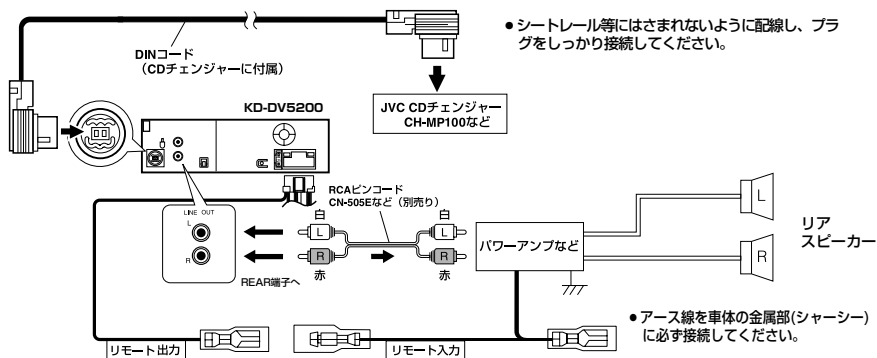 ● シートレール等にはさまれないように配線し、プラ
グをしっかり接続してください。
DINコード
（CDチェンジャーに付属）
KD-DV5200
JVC CDチェンジャー
CH-MP100など
RCAピンコード
CN-505Eなど（別売り）
LINE OUT
L
R
白
L
R
赤
白
L
R
赤
REAR端子へ
パワーアンプなど
L
R
リア
スピーカー
● アース線を車体の金属部(シャーシー)
に必ず接続してください。
リモート出力
リモート入力